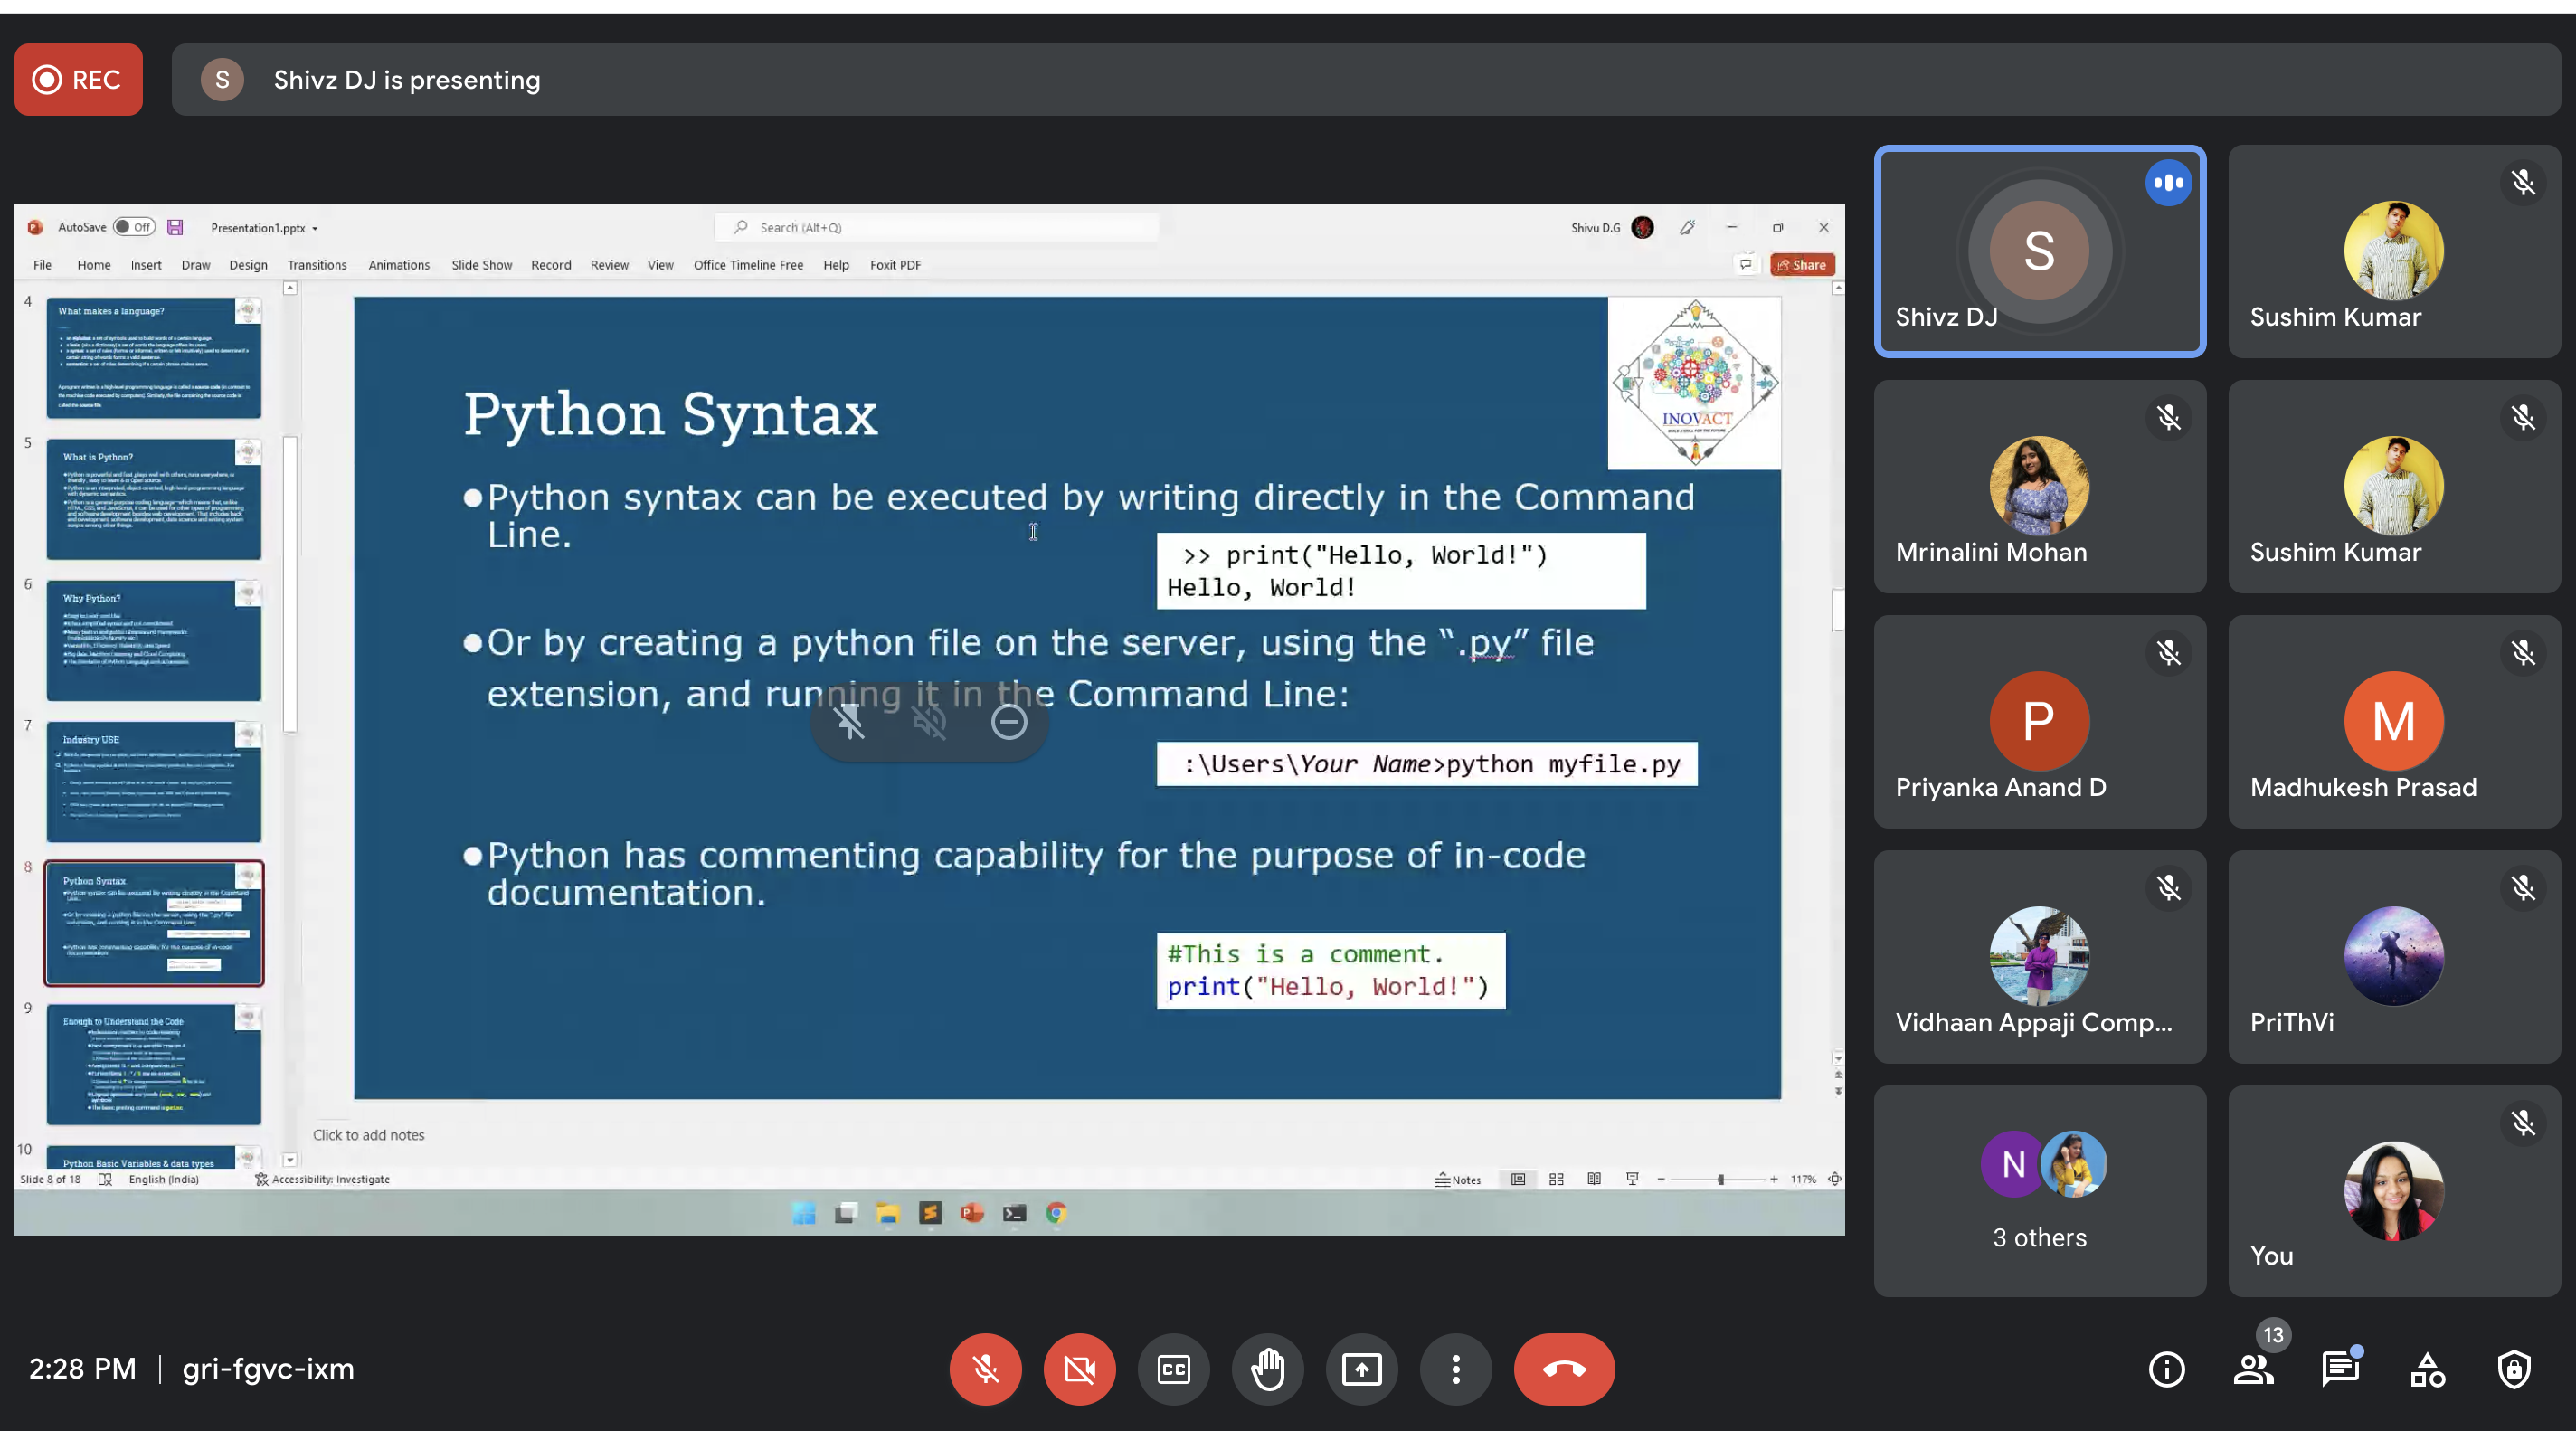 REC
S
Shivz DJ is presenting
AutoSave
Off
Presentation1.pptx
Search (Alt+Q)
Shivu D.G
File
Home
Insert
Draw
Design
Transitions
Animations
Slide Show
Record
Review
View
Office Timeline Free
Help
Foxit PDF
Share
4
What makes a language?
5
What is Python?
6
Why Python?
7
Industry USE
8
Python Syntax
9
Enough to Understand the Code
10
Python Basic Variables & data types
INOVACT
Python Syntax
●Python syntax can be executed by writing directly in the Command
Line.
>> print("Hello, World!")
Hello, World!
●Or by creating a python file on the server, using the “.py” file
extension, and running it in the Command Line:
:\Users\Your Name>python myfile.py
●Python has commenting capability for the purpose of in-code
documentation.
#This is a comment.
print("Hello, World!")
Click to add notes
Slide 8 of 18
English (India)
Accessibility: Investigate
Notes
117%
S
Shivz DJ
Sushim Kumar
Mrinalini Mohan
Sushim Kumar
P
Priyanka Anand D
M
Madhukesh Prasad
Vidhaan Appaji Comp...
PriThVi
N
3 others
You
2:28 PM
gri-fgvc-ixm
CC
13